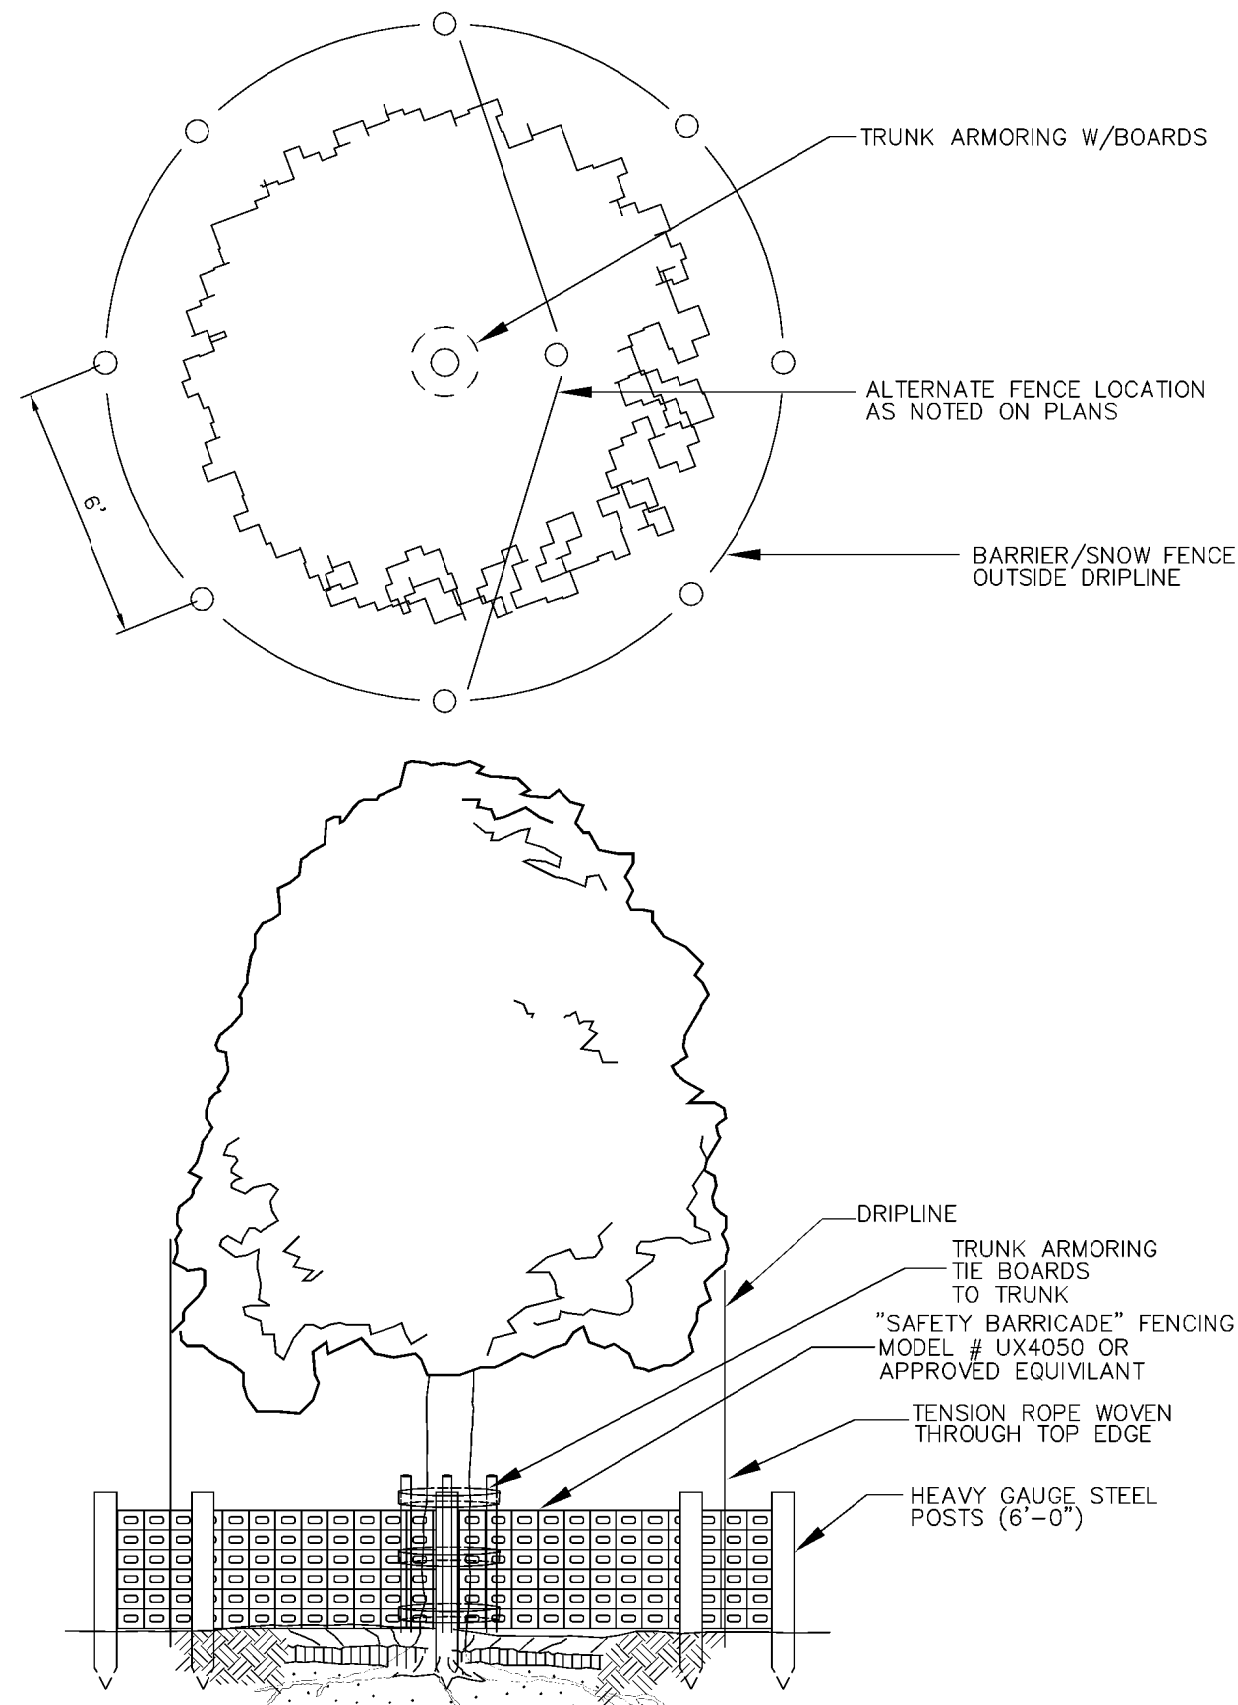 TRUNK ARMORING W/BOARDS
ALTERNATE FENCE LOCATION
AS NOTED ON PLANS
6'
BARRIER/SNOW FENCE
OUTSIDE DRIPLINE
DRIPLINE
TRUNK ARMORING
TIE BOARDS
TO TRUNK
"SAFETY BARRICADE" FENCING
MODEL # UX4050 OR
APPROVED EQUIVILANT
TENSION ROPE WOVEN
THROUGH TOP EDGE
HEAVY GAUGE STEEL
POSTS (6'-0")